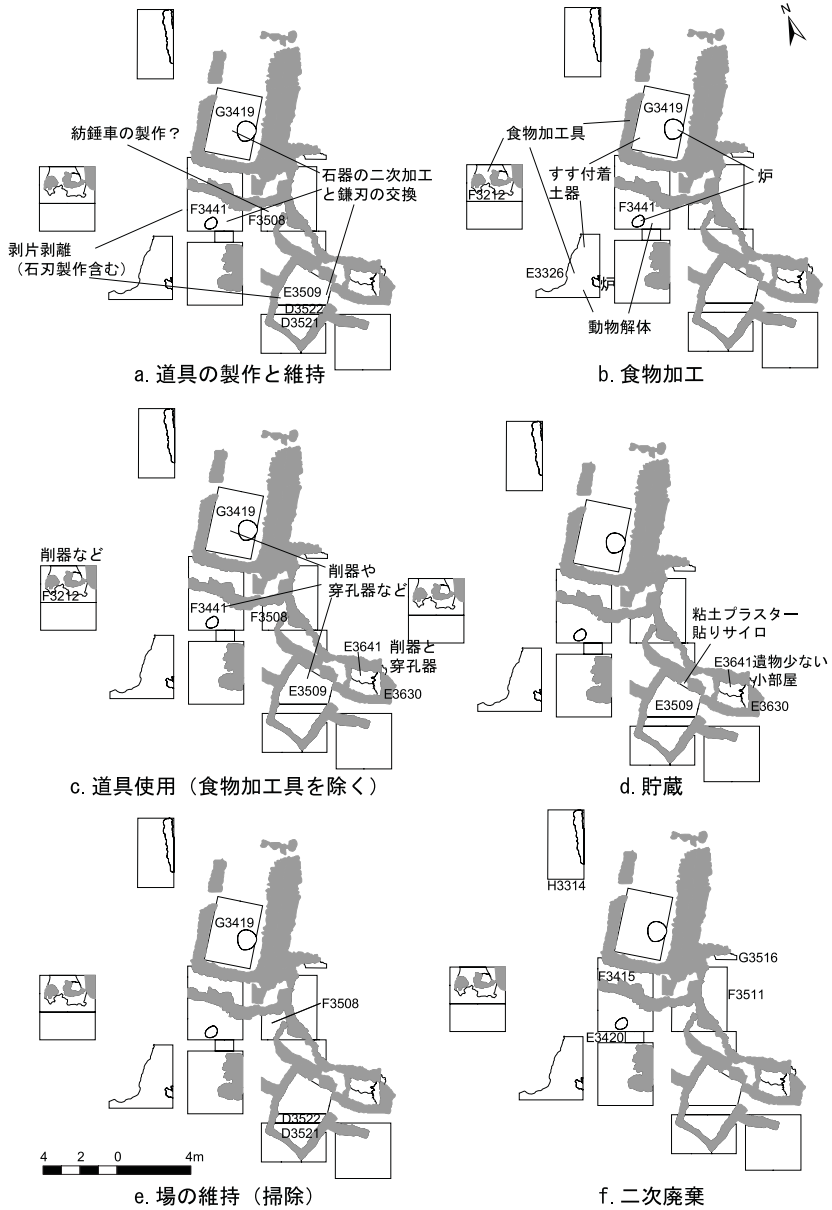 G3419
紡錘車の製作？
石器の二次加工
と鎌刃の交換
F3441
F3508
剥片剥離
（石刃製作含む）
E3509
D3522
D3521
a. 道具の製作と維持
N
G3419
食物加工具
すす付着
土器
炉
F3212
F3441
E3326
炉
動物解体
b. 食物加工
G3419
削器など
F3212
削器や
穿孔器など
F3441
F3508
E3641
削器と
穿孔器
E3509
E3630
c. 道具使用（食物加工具を除く）
粘土プラスター
貼りサイロ
E3641
遺物少ない
小部屋
E3509
E3630
d. 貯蔵
G3419
F3508
D3522
D3521
4 2 0 4m
e. 場の維持（掃除）
H3314
G3516
F3415
F3511
E3420
f. 二次廃棄